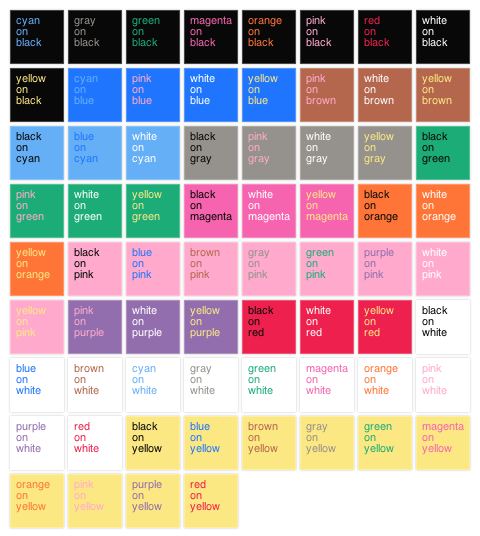 cyan
on
black
gray
on
black
green
on
black
magenta
on
black
orange
on
black
pink
on
black
red
on
black
white
on
black
yellow
on
black
cyan
on
blue
pink
on
blue
white
on
blue
yellow
on
blue
pink
on
brown
white
on
brown
yellow
on
brown
black
on
cyan
blue
on
cyan
white
on
cyan
black
on
gray
pink
on
gray
white
on
gray
yellow
on
gray
black
on
green
pink
on
green
white
on
green
yellow
on
green
black
on
magenta
white
on
magenta
yellow
on
magenta
black
on
orange
white
on
orange
yellow
on
orange
black
on
pink
blue
on
pink
brown
on
pink
gray
on
pink
green
on
pink
purple
on
pink
white
on
pink
yellow
on
pink
pink
on
purple
white
on
purple
yellow
on
purple
black
on
red
white
on
red
yellow
on
red
black
on
white
blue
on
white
brown
on
white
cyan
on
white
gray
on
white
green
on
white
magenta
on
white
orange
on
white
pink
on
white
purple
on
white
red
on
white
black
on
yellow
blue
on
yellow
brown
on
yellow
gray
on
yellow
green
on
yellow
magenta
on
yellow
orange
on
yellow
pink
on
yellow
purple
on
yellow
red
on
yellow